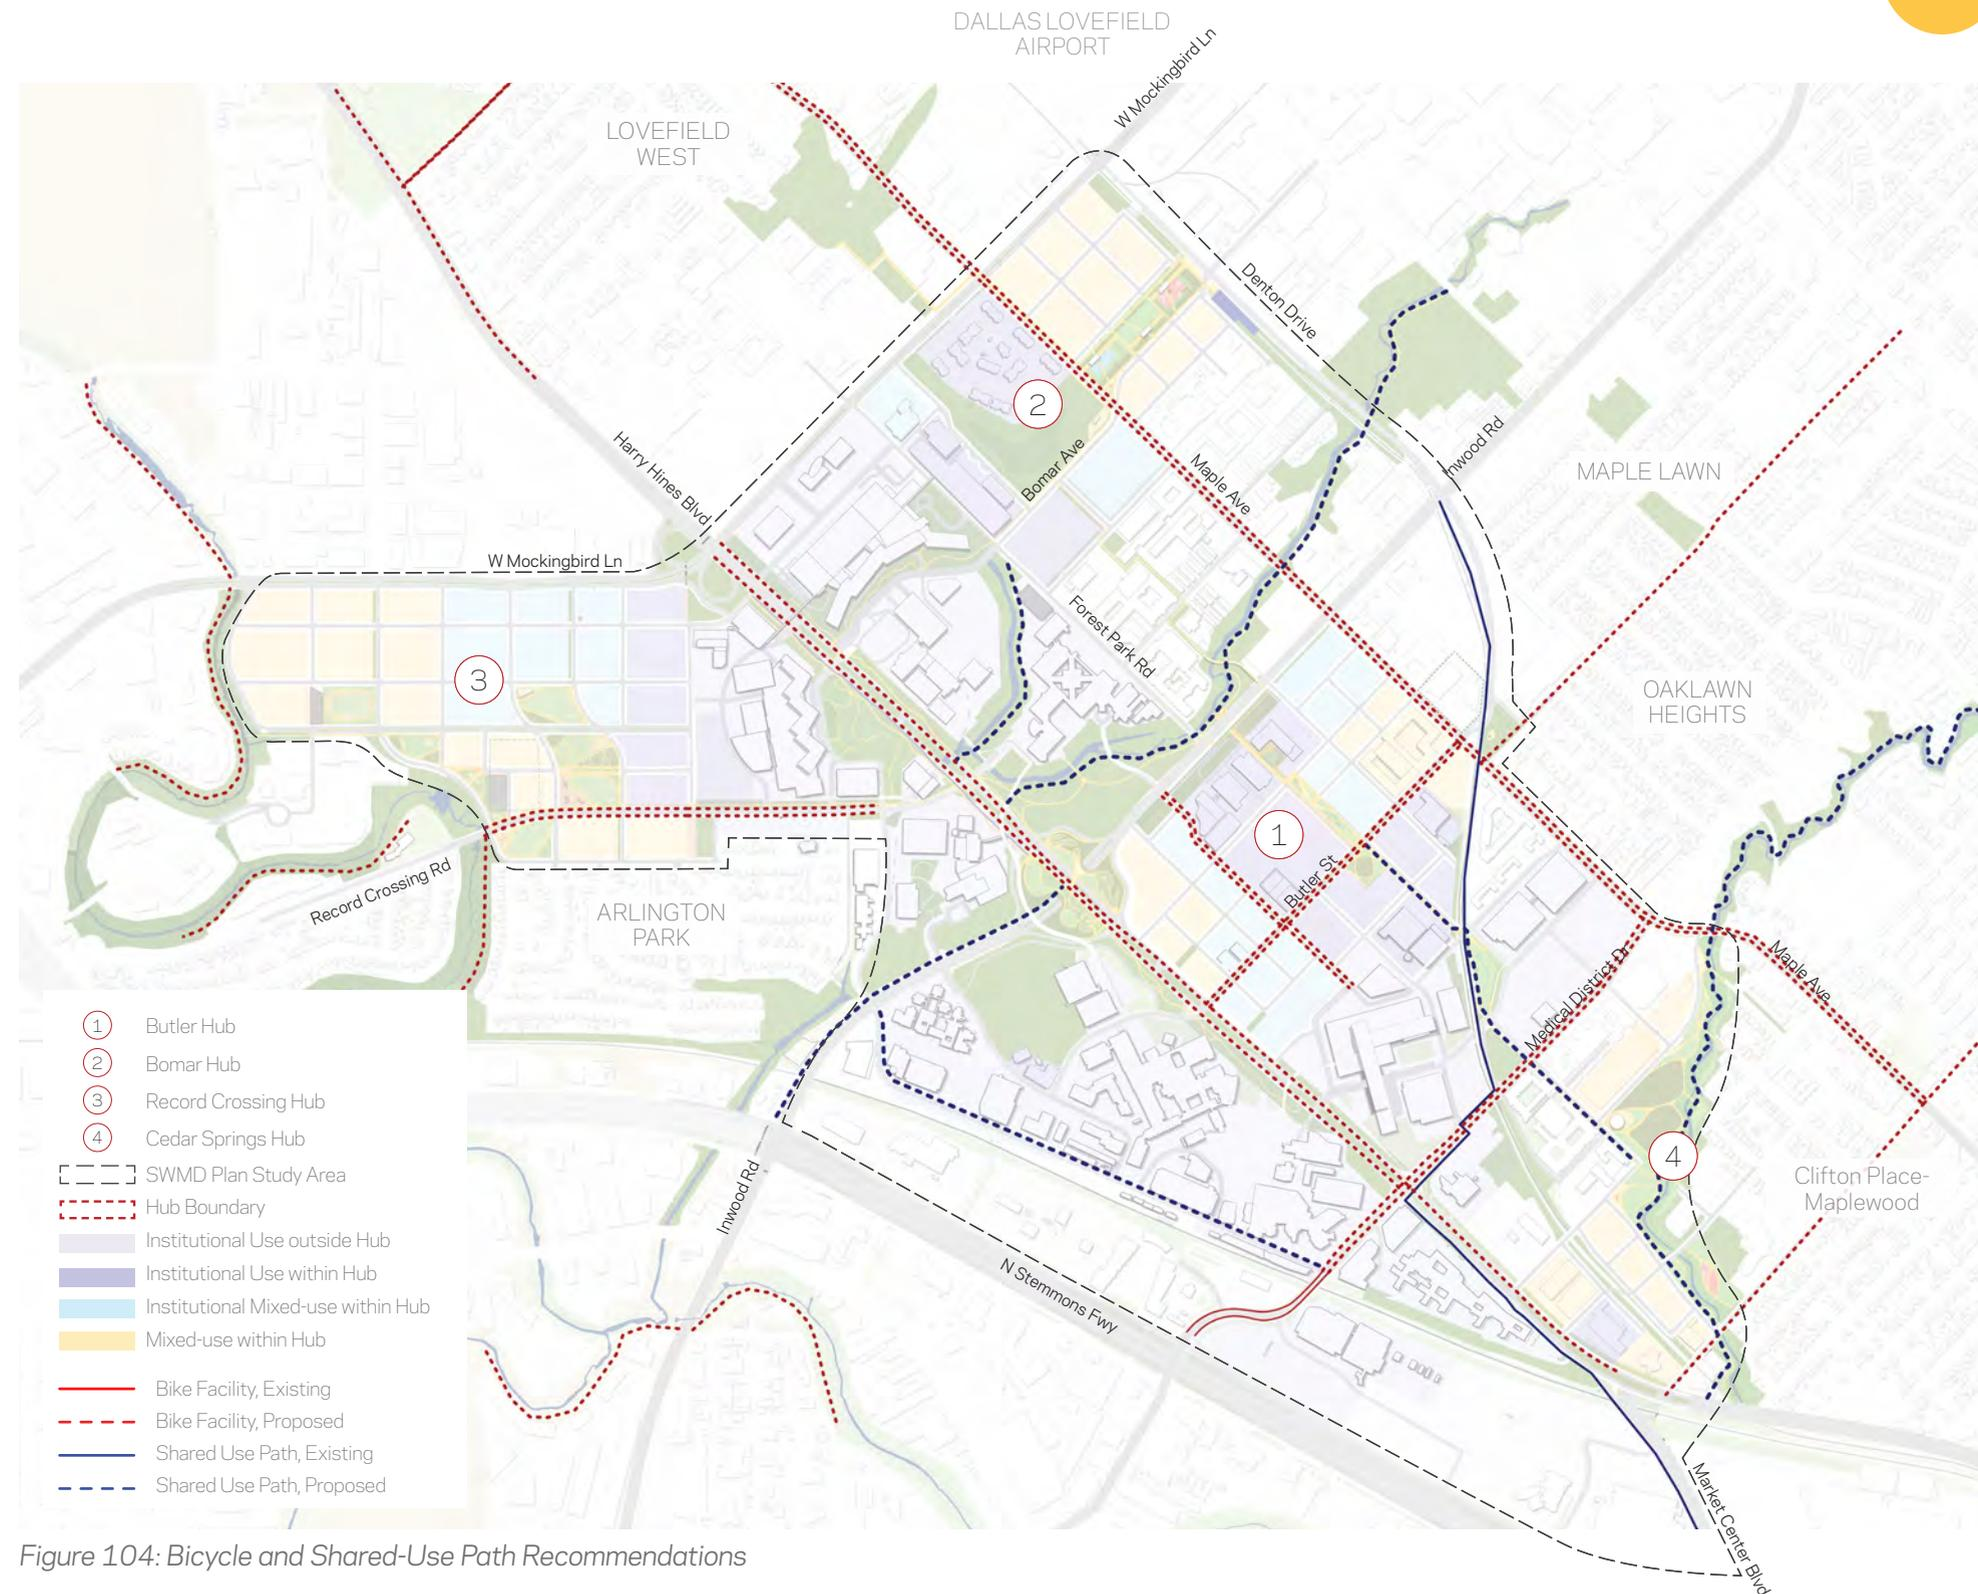 DALLAS LOVEFIELD
AIRPORT
W Mockingbird Ln
LOVEFIELD
WEST
Denton Drive
2
Harry Hines Blvd
Bomar Ave
Maple Ave
Inwood Rd
MAPLE LAWN
W Mockingbird Ln
Forest Park Rd
3
OAKLAWN
HEIGHTS
1
Butler St
Record Crossing Rd
ARLINGTON
PARK
Medical District Dr
Maple Ave
4
Clifton Place-
Maplewood
Inwood Rd
N Stemmons Fwy
Market Center Blvd
1 Butler Hub
2 Bomar Hub
3 Record Crossing Hub
4 Cedar Springs Hub
SWMD Plan Study Area
Hub Boundary
Institutional Use outside Hub
Institutional Use within Hub
Institutional Mixed-use within Hub
Mixed-use within Hub
Bike Facility, Existing
Bike Facility, Proposed
Shared Use Path, Existing
Shared Use Path, Proposed
Figure 104: Bicycle and Shared-Use Path Recommendations